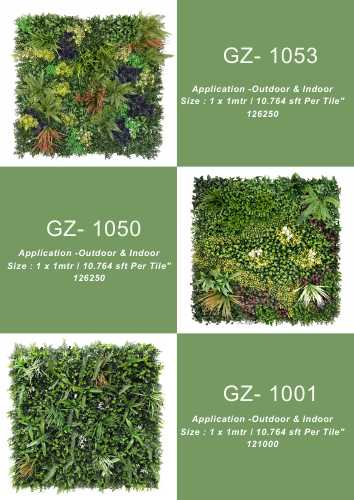 GZ- 1053
Application -Outdoor & Indoor
Size : 1 x 1mtr / 10.764 sft Per Tile"
126250
GZ- 1050
Application -Outdoor & Indoor
Size : 1 x 1mtr / 10.764 sft Per Tile"
126250
GZ- 1001
Application -Outdoor & Indoor
Size : 1 x 1mtr / 10.764 sft Per Tile"
121000